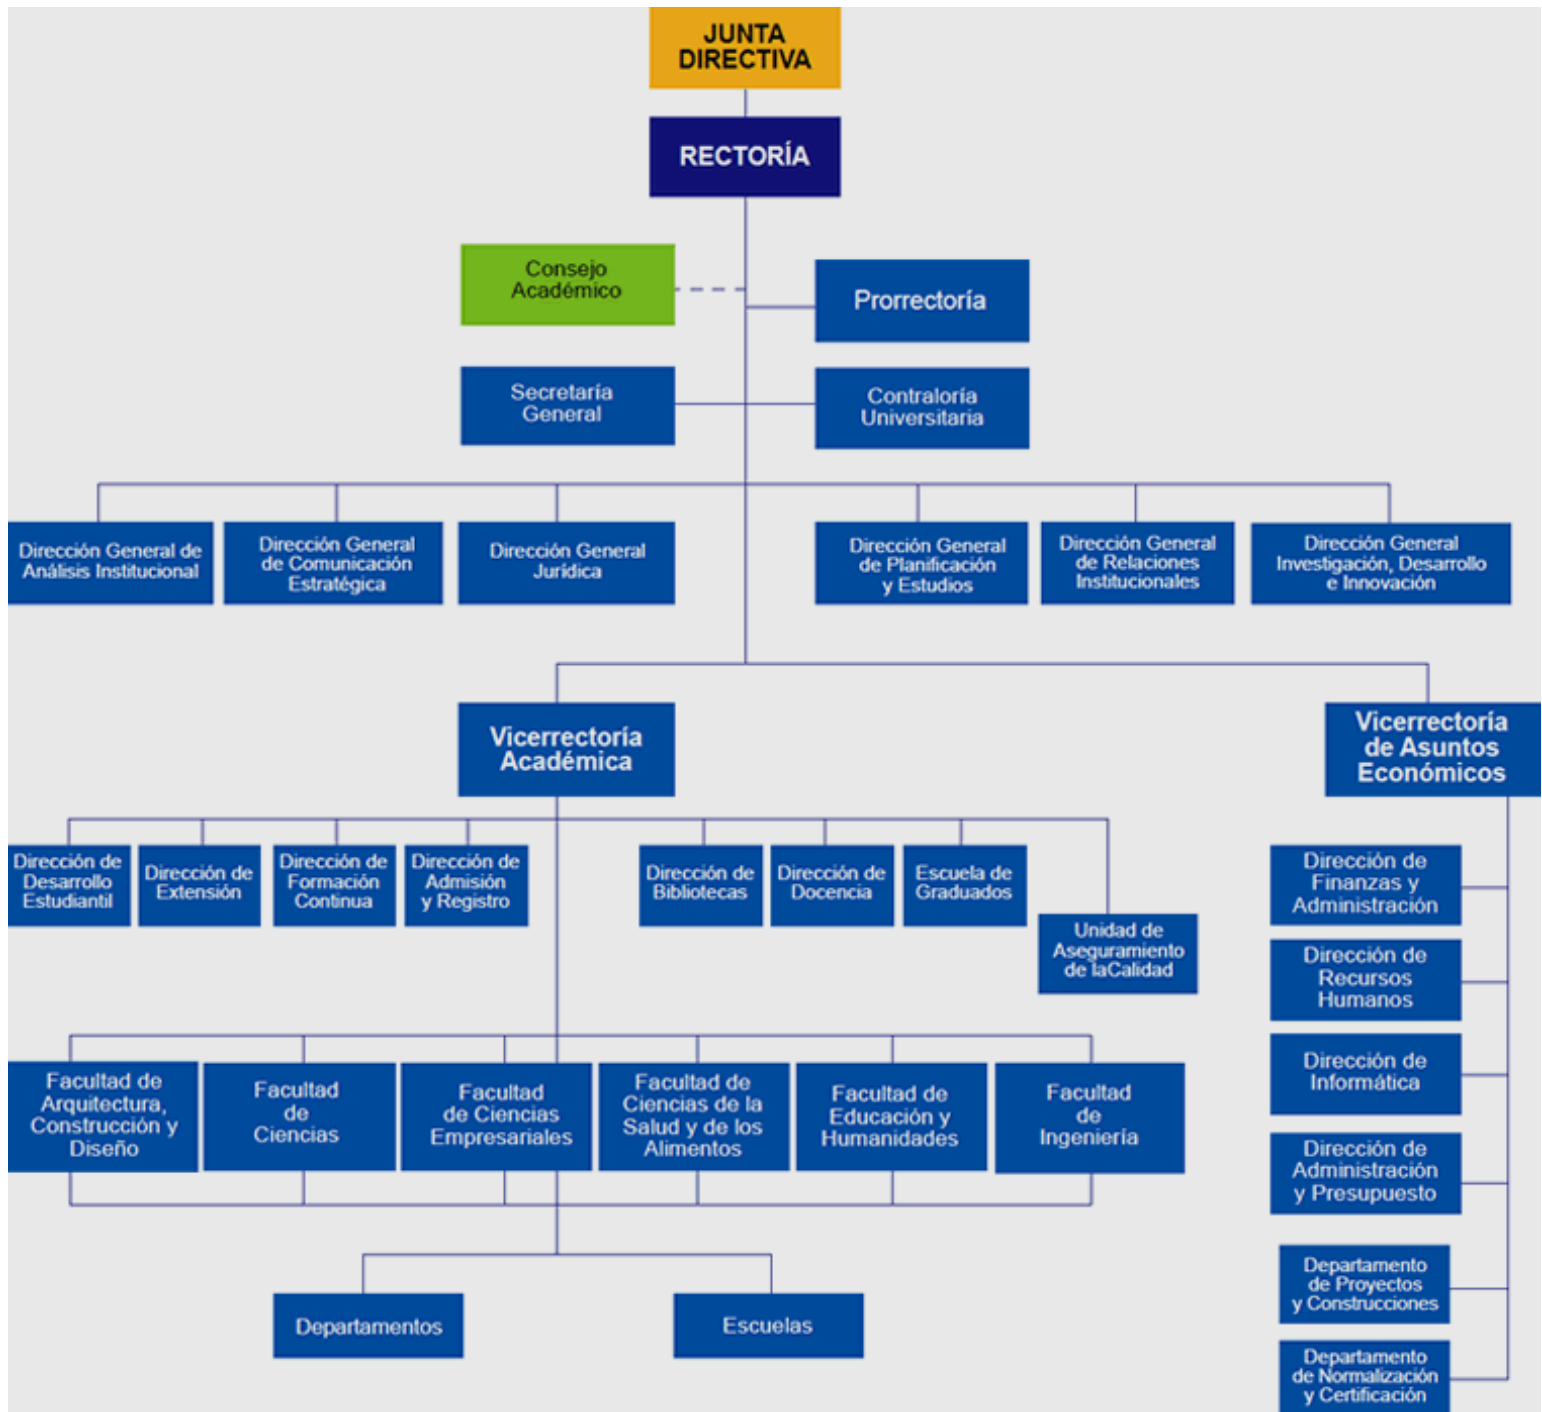 JUNTA
DIRECTIVA
RECTORÍA
Consejo
Académico
Prorrectoría
Secretaría
General
Contraloría
Universitaria
Dirección General de
Análisis Institucional
Dirección General
de Comunicación
Estratégica
Dirección General
Jurídica
Dirección General
de Planificación
y Estudios
Dirección General
de Relaciones
Institucionales
Dirección General
Investigación, Desarrollo
e Innovación
Vicerrectoría
Académica
Vicerrectoría
de Asuntos
Económicos
Dirección de
Desarrollo
Estudiantil
Dirección de
Extensión
Dirección de
Formación
Continua
Dirección de
Admisión
y Registro
Dirección de
Bibliotecas
Dirección de
Docencia
Escuela de
Graduados
Unidad de
Aseguramiento
de laCalidad
Dirección de
Finanzas y
Administración
Dirección de
Recursos
Humanos
Dirección de
Informática
Dirección de
Administración
y Presupuesto
Departamento
de Proyectos
y Construcciones
Departamento
de Normalización
y Certificación
Facultad de
Arquitectura,
Construcción y
Diseño
Facultad
de
Ciencias
Facultad
de Ciencias
Empresariales
Facultad de
Ciencias de la
Salud y de los
Alimentos
Facultad de
Educación y
Humanidades
Facultad
de
Ingeniería
Departamentos
Escuelas